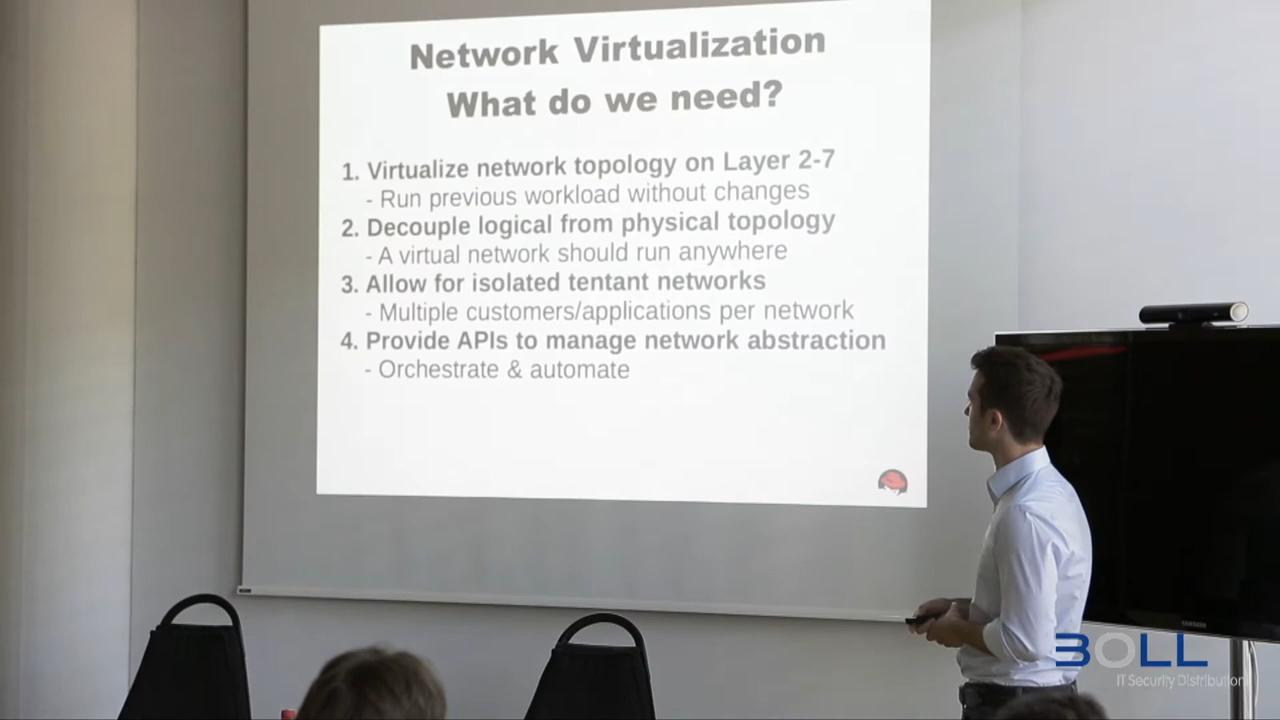 Network Virtualization
What do we need?
1. Virtualize network topology on Layer 2-7
- Run previous workload without changes
2. Decouple logical from physical topology
- A virtual network should run anywhere
3. Allow for isolated tentant networks
- Multiple customers/applications per network
4. Provide APIs to manage network abstraction
- Orchestrate & automate
SAMSUNG
BOLL
IT Security Distribution